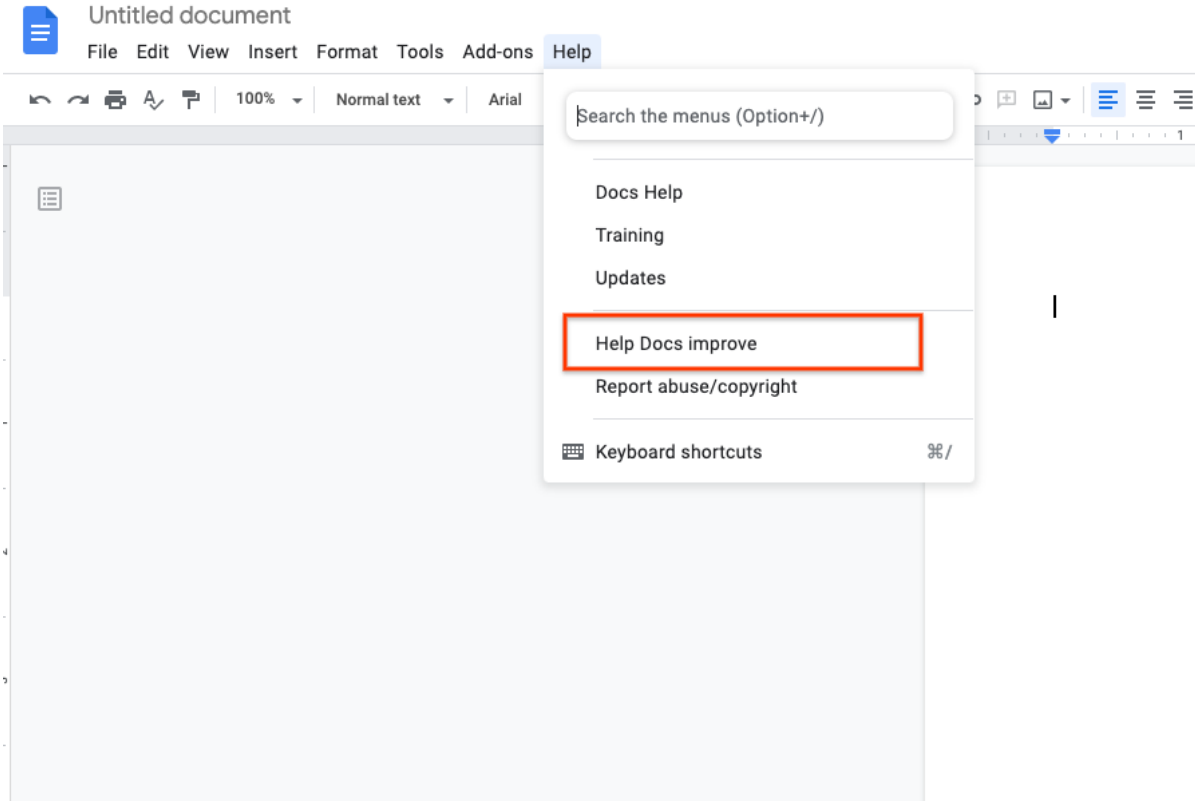 Untitled document
File Edit View Insert Format Tools Add-ons Help
100% Normal text Arial
Search the menus (Option+/)
1
Docs Help
Training
Updates
Help Docs improve
Report abuse/copyright
Keyboard shortcuts ⌘/